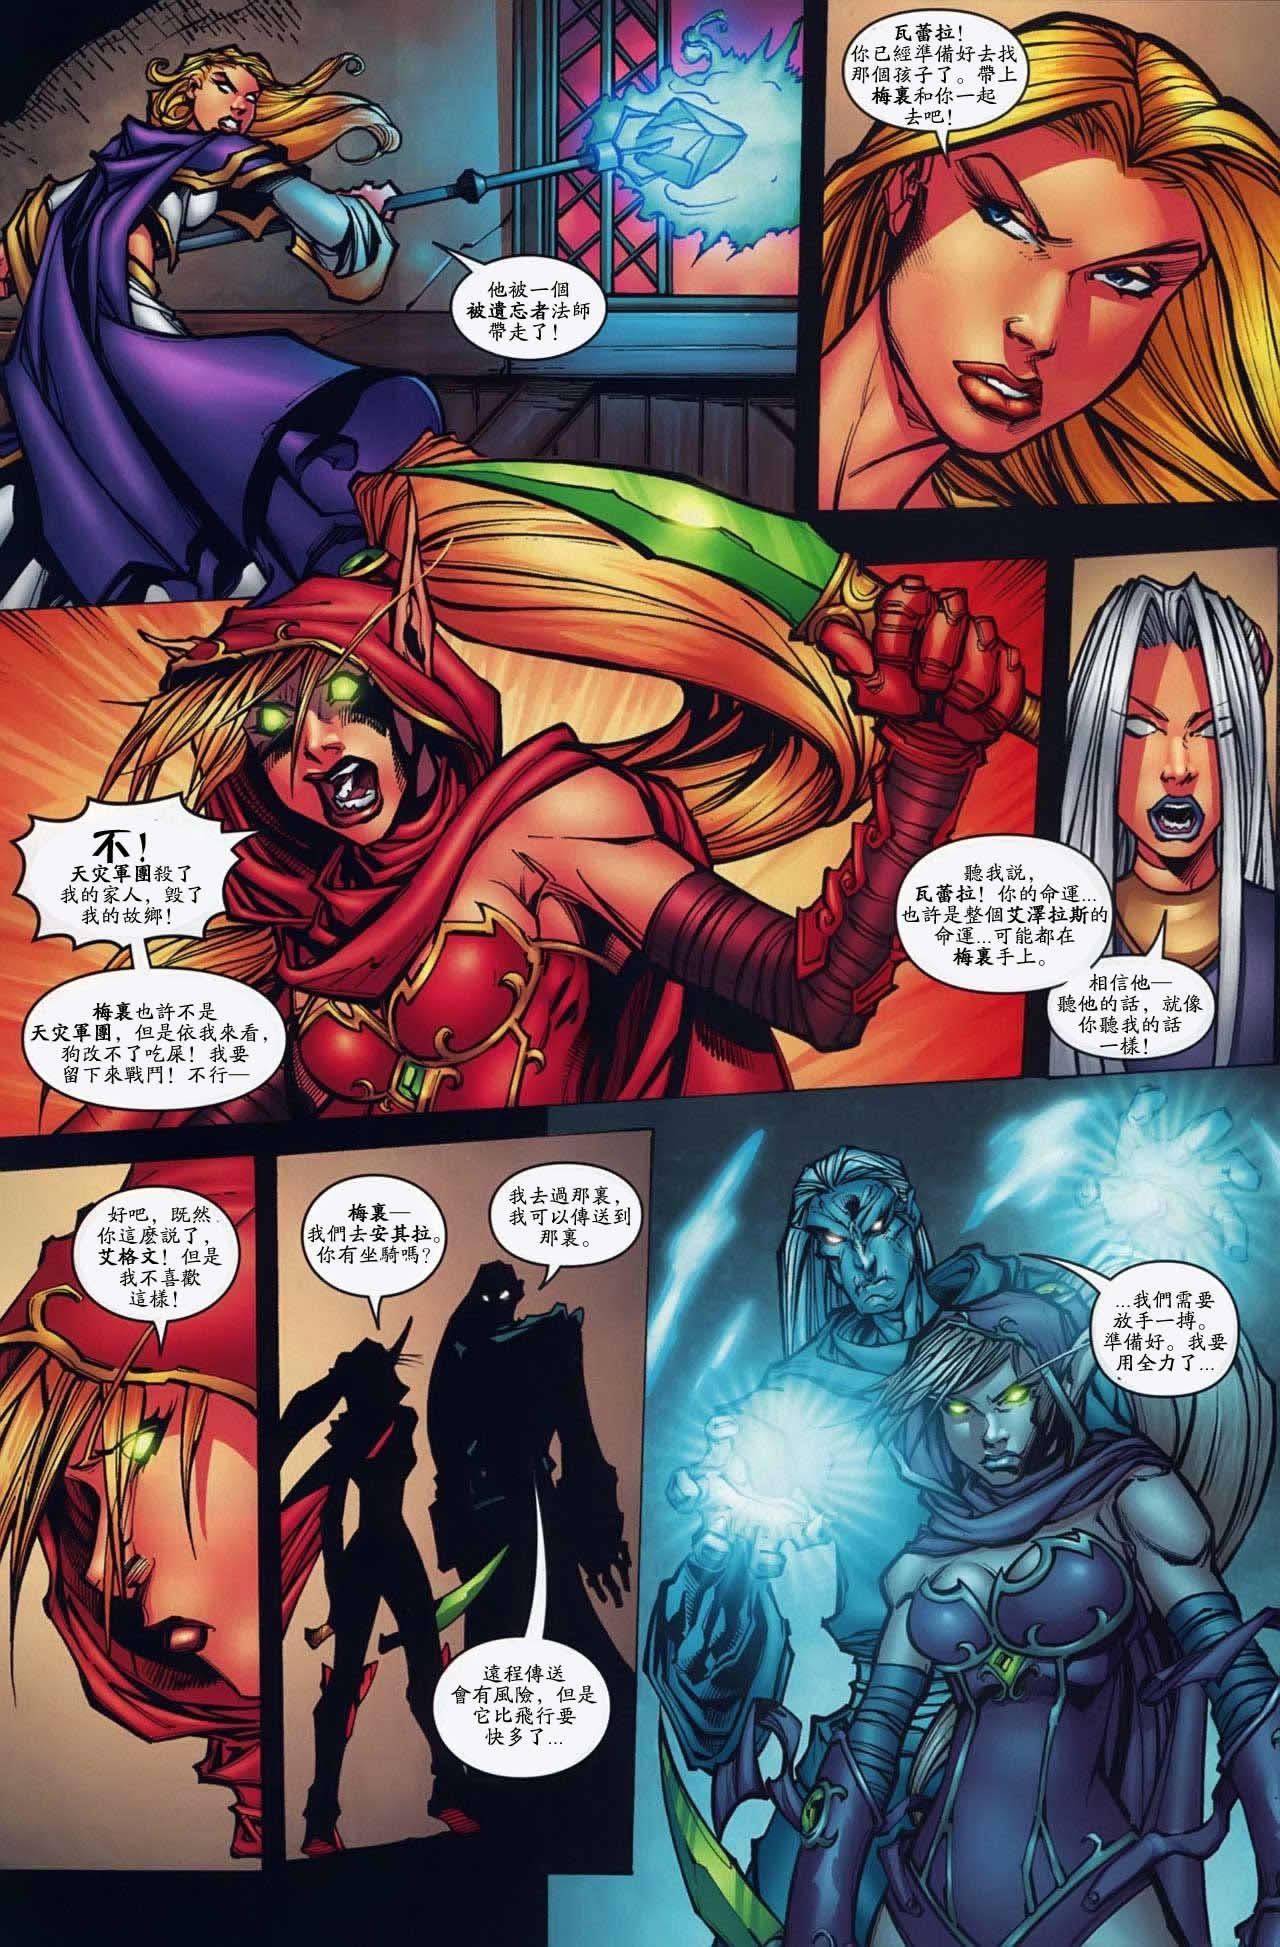 他被一個
被遺忘者法師
帶走了！
瓦蕾拉！
你已經準備好去找
那個孩子了。帶上
梅裏和你一起
去吧！
不！
天灾軍團殺了
我的家人，毀了
我的故鄉！
梅裏也許不是
天灾軍團，但是依我來看，
狗改不了吃屎！我要
留下來戰鬥！不行—
聽我説，
瓦蕾拉！你的命運...
也許是整個艾澤拉斯的
命運...可能都在
梅裏手上。
相信他—
聽他的話，就像
你聽我的話
一樣！
好吧，既然
你這麼説了，
艾格文！但是
我不喜歡
這樣！
梅裏—
我們去安其拉。
你有坐騎嗎？
我去過那裏，
我可以傳送到
那裏。
遠程傳送
會有風險，但是
它比飛行要
快多了...
...我們需要
放手一搏。
準備好。我要
用全力了...